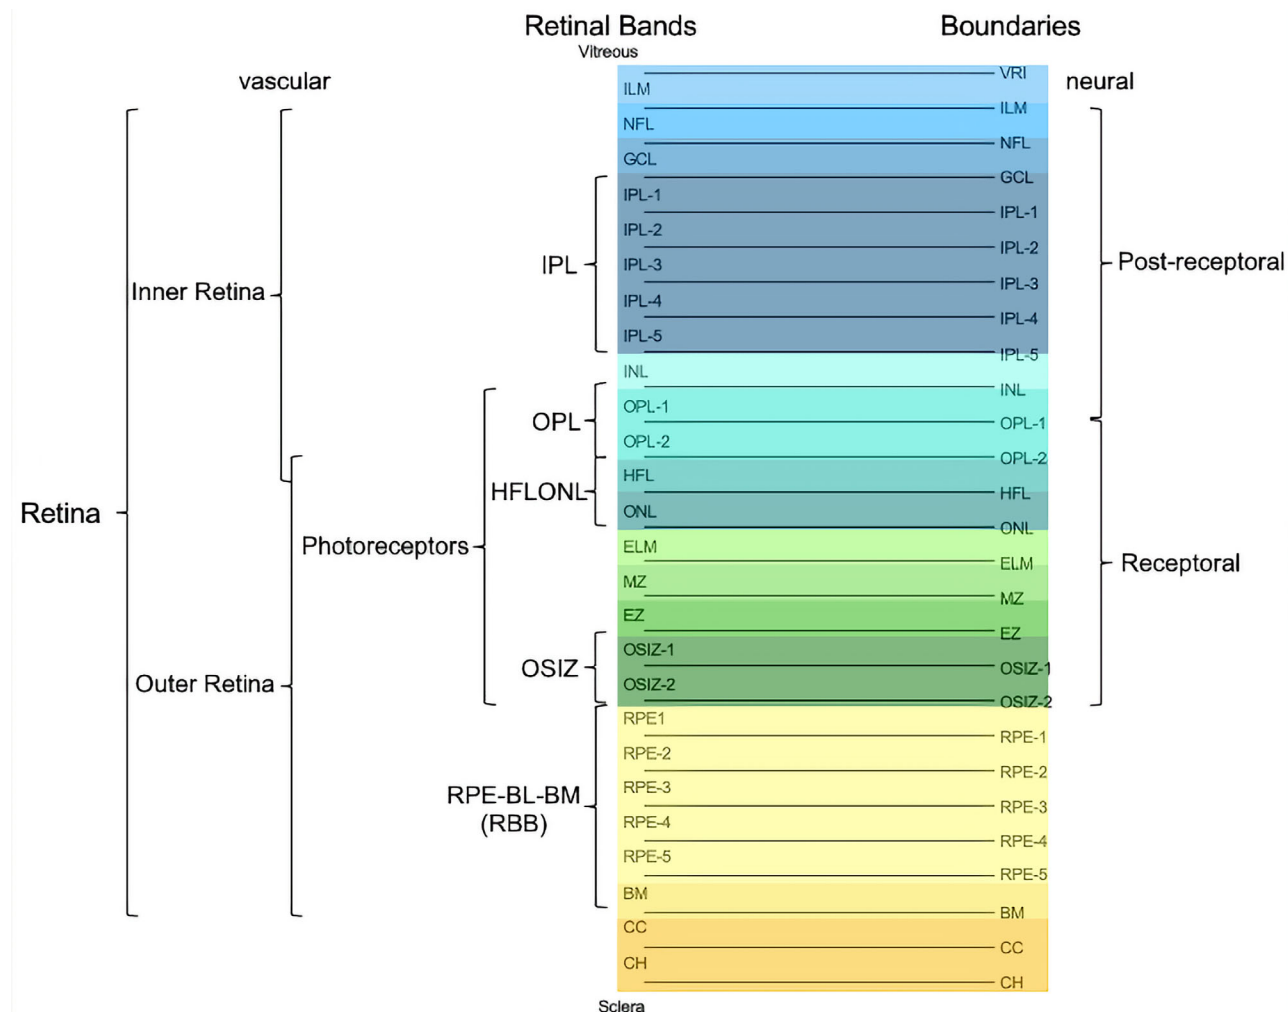 Retinal Bands
Boundaries
Vitreous
vascular
neural
VRI
ILM
ILM
NFL
NFL
GCL
GCL
IPL-1
IPL-1
IPL-2
IPL-2
IPL
IPL-3
Post-receptoral
IPL-3
Inner Retina
IPL-4
IPL-4
IPL-5
IPL-5
INL
INL
OPL-1
OPL
OPL-1
OPL-2
OPL-2
HFL
HFLONL
HFL
Retina
ONL
ONL
Photoreceptors
ELM
ELM
Receptoral
MZ
MZ
EZ
EZ
OSIZ-1
OSIZ
OSIZ-1
Outer Retina
OSIZ-2
OSIZ-2
RPE1
RPE-1
RPE-2
RPE-2
RPE-3
RPE-BL-BM
(RBB)
RPE-3
RPE-4
RPE-4
RPE-5
RPE-5
BM
BM
CC
CC
CH
CH
Sclera